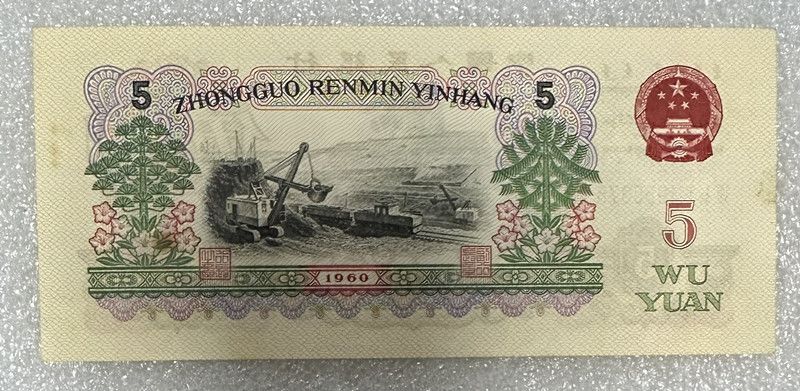 5 ZHONGGUO RENMIN YINHANG 5
1960
5
WU
YUAN